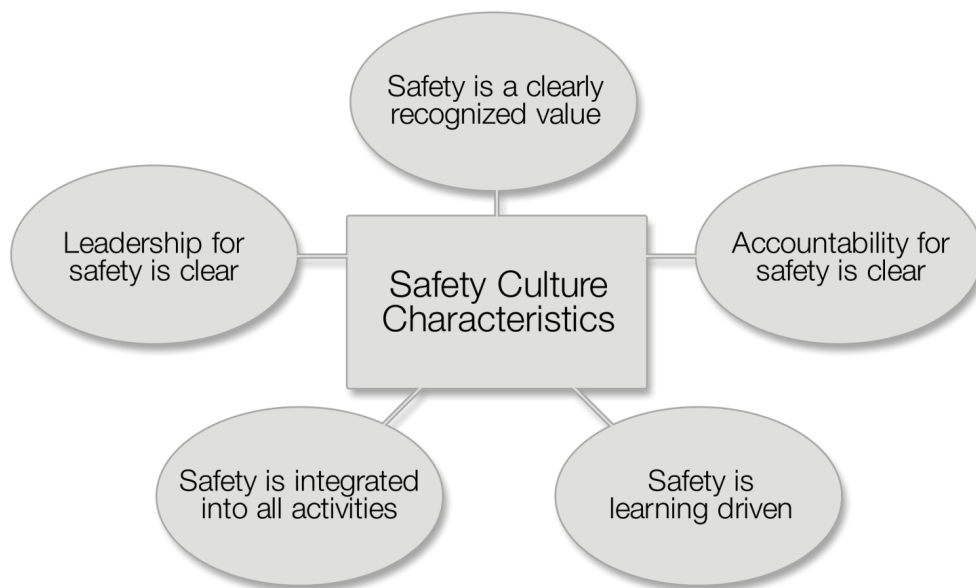 Safety is a clearly
recognized value
Leadership for
safety is clear
Accountability for
safety is clear
Safety Culture
Characteristics
Safety is integrated
into all activities
Safety is
learning driven